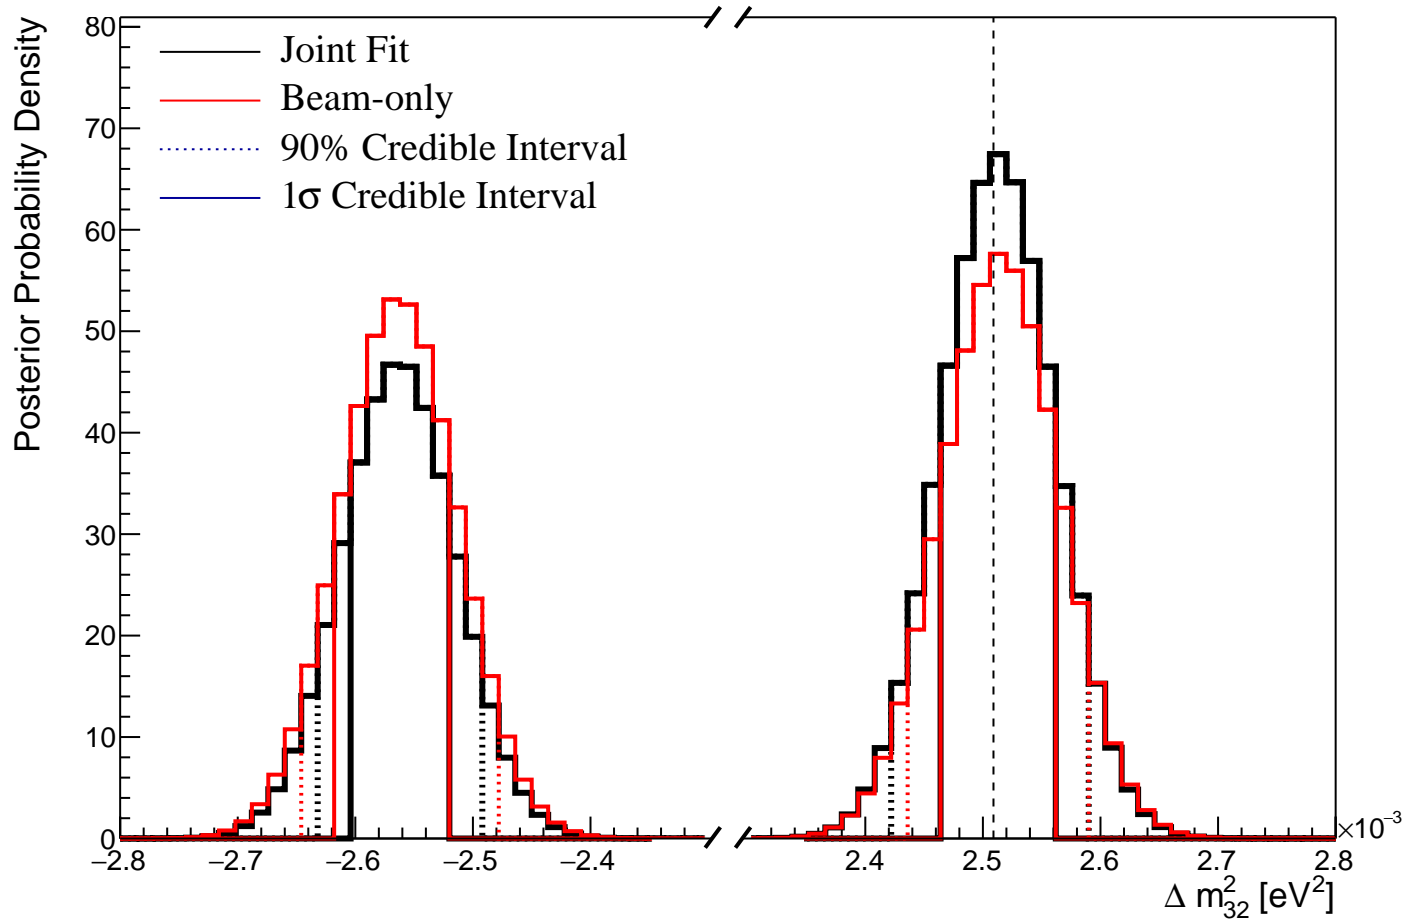 Posterior Probability Density
80
70
60
50
40
30
20
10
0
Joint Fit
Beam-only
90% Credible Interval
1σ Credible Interval
−2.8 −2.7 −2.6 −2.5 −2.4 2.4 2.5 2.6 2.7 2.8
×10⁻³
Δ m²₃₂ [eV²]